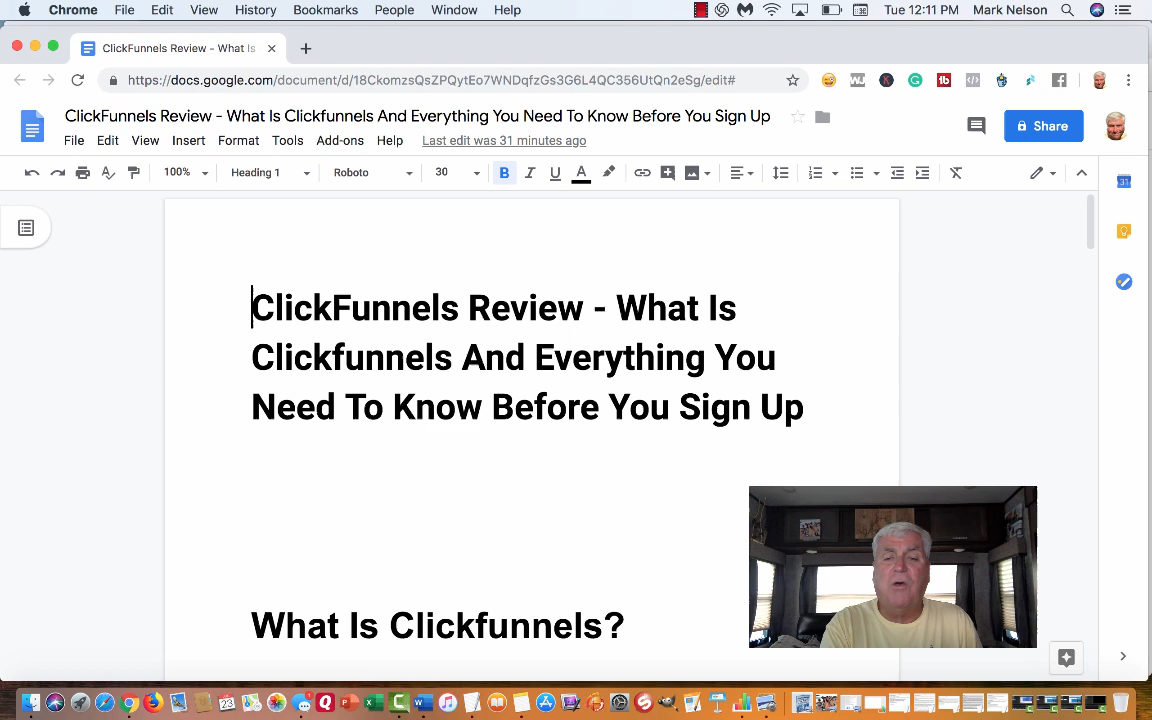 Chrome File Edit View History Bookmarks People Window Help Tue 12:11 PM Mark Nelson
ClickFunnels Review - What Is
https://docs.google.com/document/d/18CkomzsQsZPQytEo7WNDqfzGs3G6L4QC356UtQn2eSg/edit#
ClickFunnels Review - What Is Clickfunnels And Everything You Need To Know Before You Sign Up
Share
File Edit View Insert Format Tools Add-ons Help Last edit was 31 minutes ago
100% Heading 1 Roboto 30 B I U A
31
ClickFunnels Review - What Is
Clickfunnels And Everything You
Need To Know Before You Sign Up
What Is Clickfunnels?